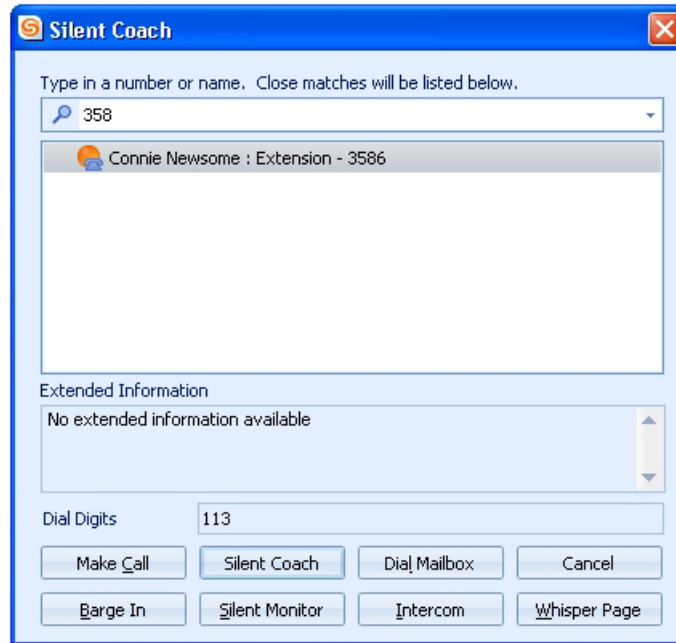 Silent Coach
Type in a number or name. Close matches will be listed below.
358
Connie Newsome : Extension - 3586
Extended Information
No extended information available
Dial Digits 113
Make Call Silent Coach Dial Mailbox Cancel
Barge In Silent Monitor Intercom Whisper Page